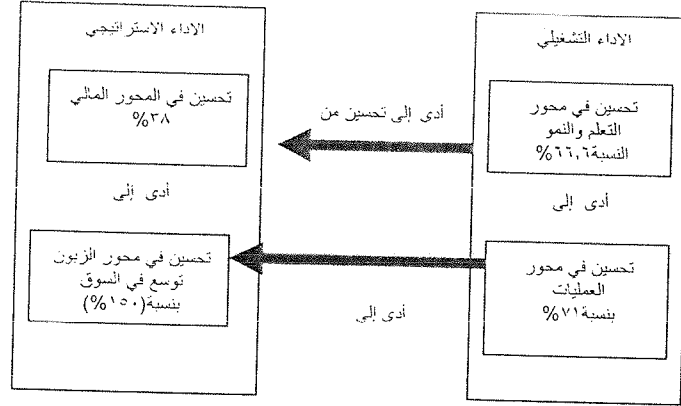 الاداء التشغيلي
تحسين في محور
التعلم والنمو
النسبة٦٦,٦%
أدى إلى
تحسين في محور
العمليات
بنسبة٧١%
أدى إلى تحسين من
أدى إلى
الاداء الاستراتيجي
تحسين في المحور المالي
%٣٨
أدى إلى
تحسين في محور الزبون
توسع في السوق
بنسبة(١٥٠%)